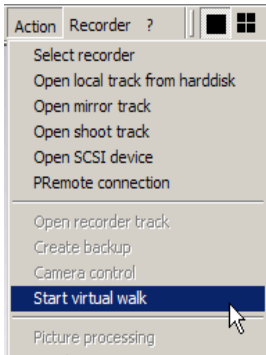 Action Recorder ?
Select recorder
Open local track from harddisk
Open mirror track
Open shoot track
Open SCSI device
PRemote connection
Open recorder track
Create backup
Camera control
Start virtual walk
Picture processing